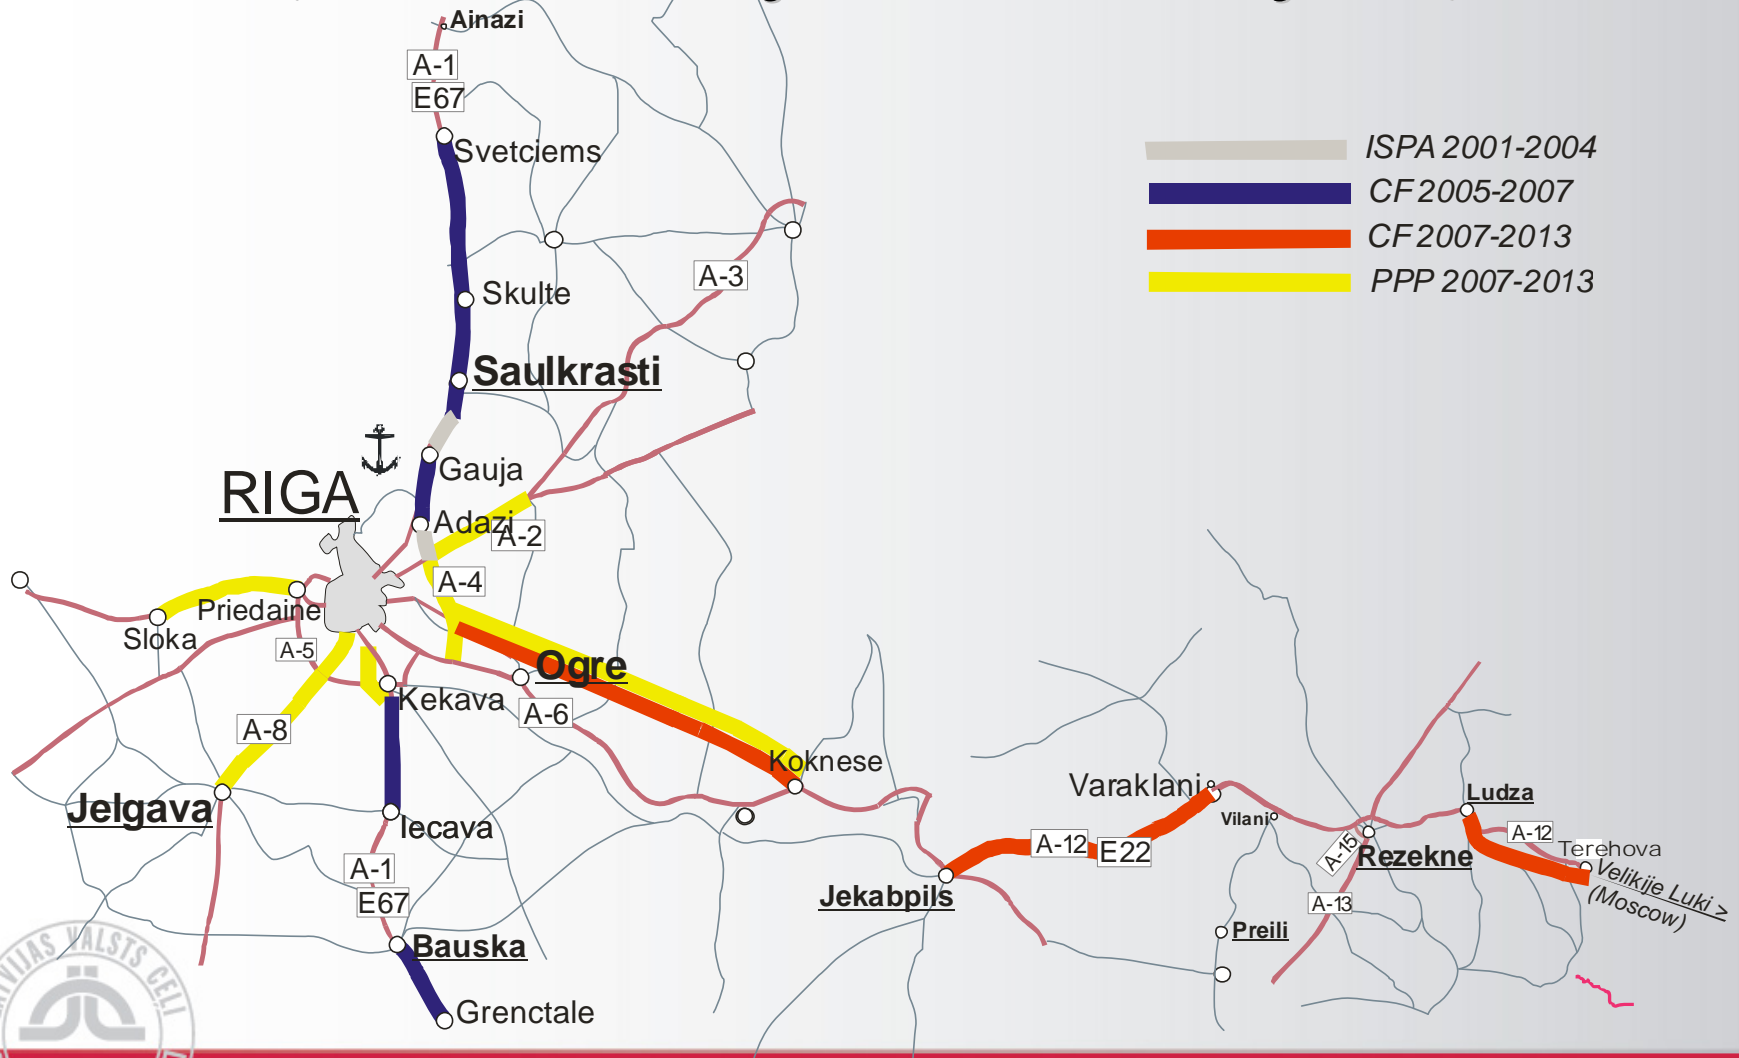 Ainazi
A-1
E67
Svetciems
ISPA 2001-2004
CF 2005-2007
CF 2007-2013
PPP 2007-2013
A-3
Skulte
Saulkrasti
Gauja
RIGA
Adazi
A-2
A-4
Priedaine
Sloka
A-5
Ogre
Kekava
A-6
A-8
Koknese
Varaklani
Ludza
Jelgava
Iecava
Vilani
A-12
A-12
E22
A-15
Rezekne
Terehova
Velikije Luki >
(Moscow)
A-1
E67
Jekabpils
A-13
Preili
Bauska
Grenctale
VALSTS CEĻI